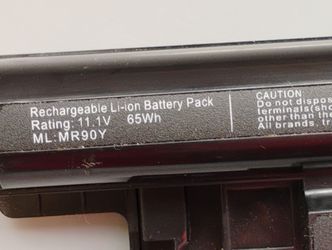 Rechargeable Li-ion Battery Pack
Rating: 11.1V 65Wh
ML:MR90Y
CAUTION:
Do not dispo
terminals(sho
other than the
All brands, tr